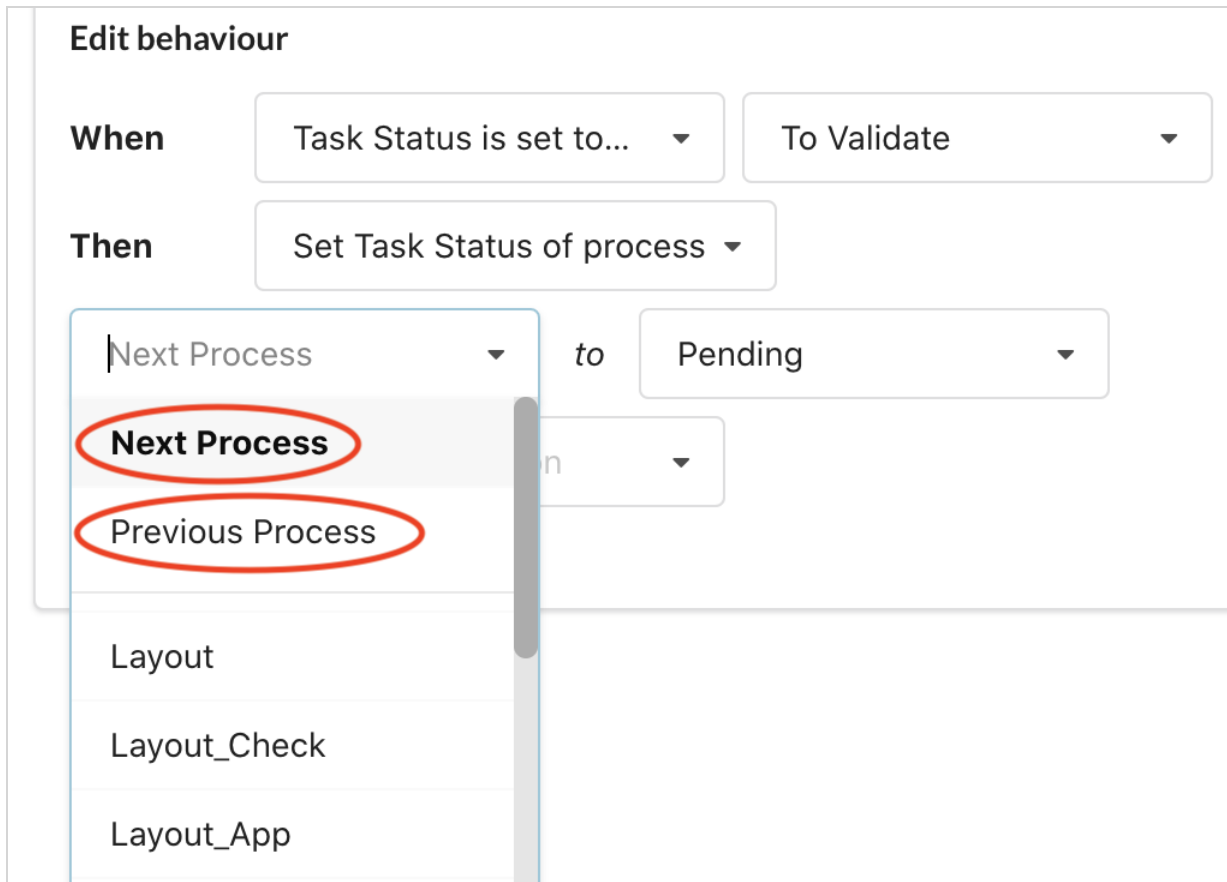 Edit behaviour
When Task Status is set to... To Validate
Then Set Task Status of process
Next Process to Pending
Next Process
Previous Process
Layout
Layout_Check
Layout_App